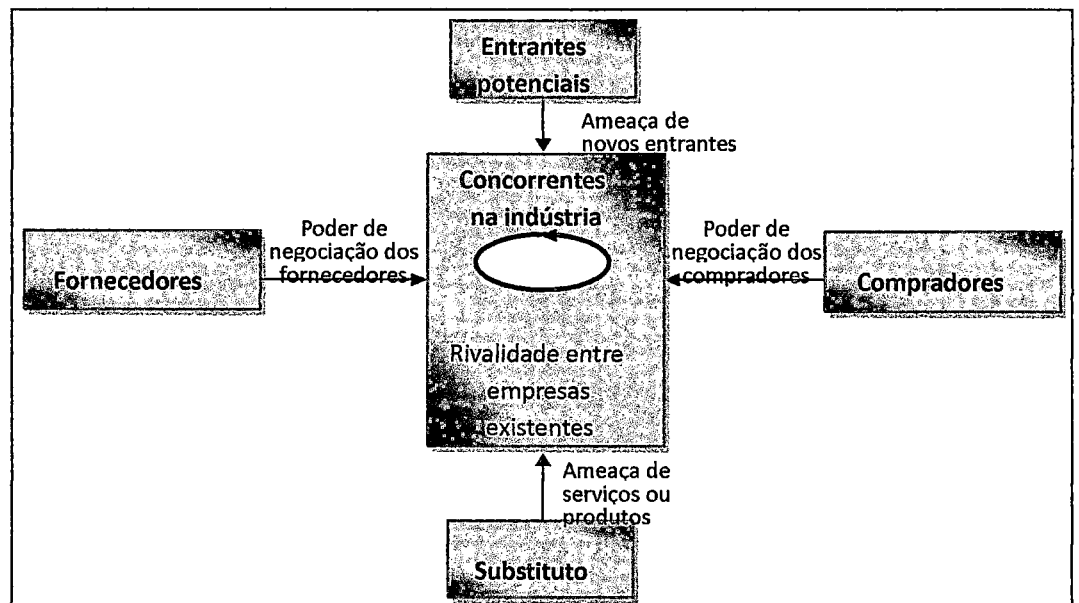 Entrantes
potenciais
Ameaça de
novos entrantes
Concorrentes
na indústria
Poder de
negociação dos
fornecedores
Fornecedores
Poder de
negociação dos
compradores
Compradores
Rivalidade entre
empresas
existentes
Ameaça de
serviços ou
produtos
Substituto